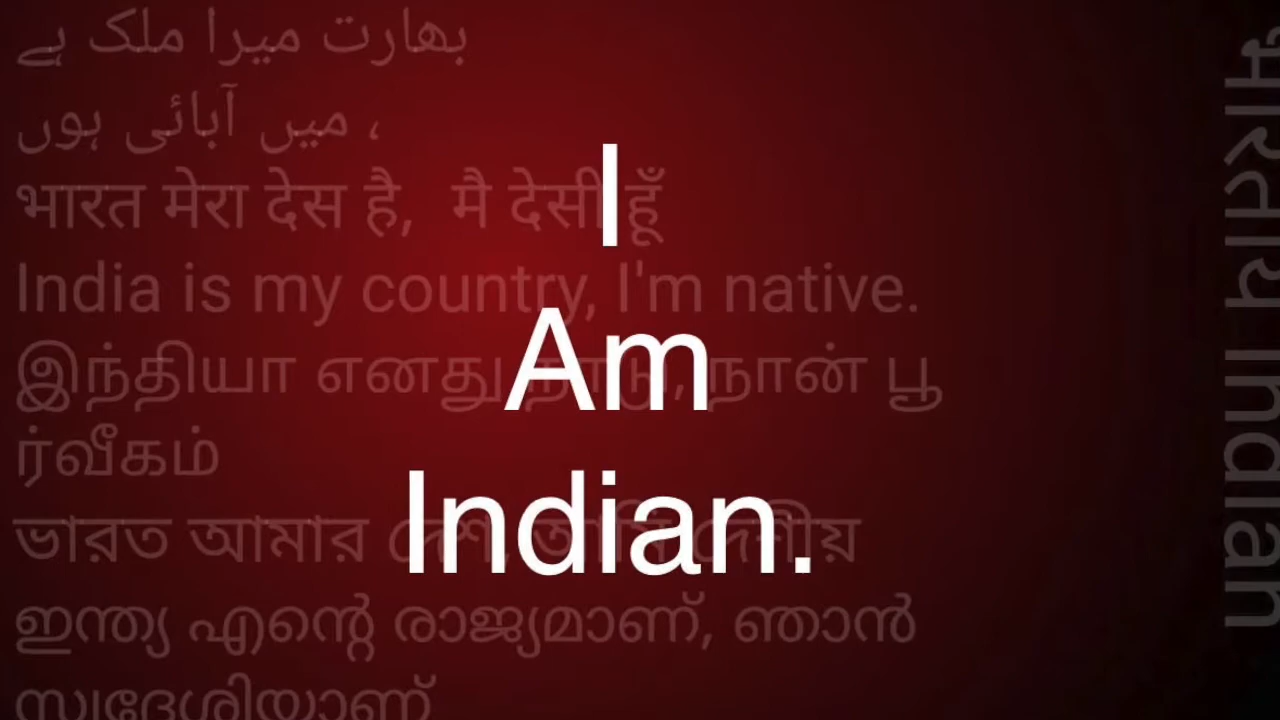 بھارت میرا ملک ہے
، میں آبائی ہوں
भारत मेरा देस है, मै देसी हूँ
India is my country, I'm native.
இந்தியா எனது நாடு, நான் பூ
ர்வீகம்
ভারত আমার দেশ, আমি দেশীয়
ഇന്ത്യ എന്റെ രാജ്യമാണ്, ഞാൻ
സ്വദേശിയാണ്
I
Am
Indian.
भारतीय Indian